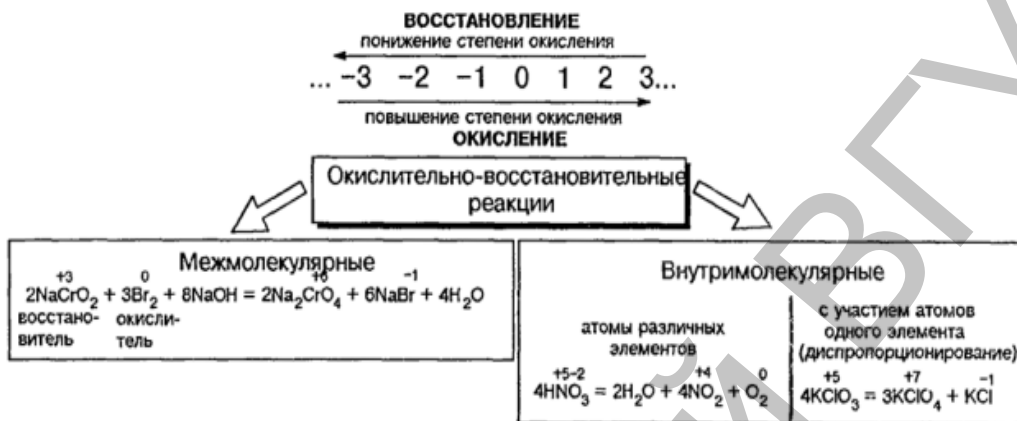 ВОССТАНОВЛЕНИЕ
понижение степени окисления
... −3 −2 −1 0 1 2 3...
повышение степени окисления
ОКИСЛЕНИЕ
Окислительно-восстановительные
реакции
Межмолекулярные
+3 0 +6 −1
2NaCrO₂ + 3Br₂ + 8NaOH = 2Na₂CrO₄ + 6NaBr + 4H₂O
восстано- окисли-
витель тель
Внутримолекулярные
атомы различных
элементов
+5−2 +4 0
4HNO₃ = 2H₂O + 4NO₂ + O₂
с участием атомов
одного элемента
(диспропорционирование)
+5 +7 −1
4KClO₃ = 3KClO₄ + KCl
Й ВГУ